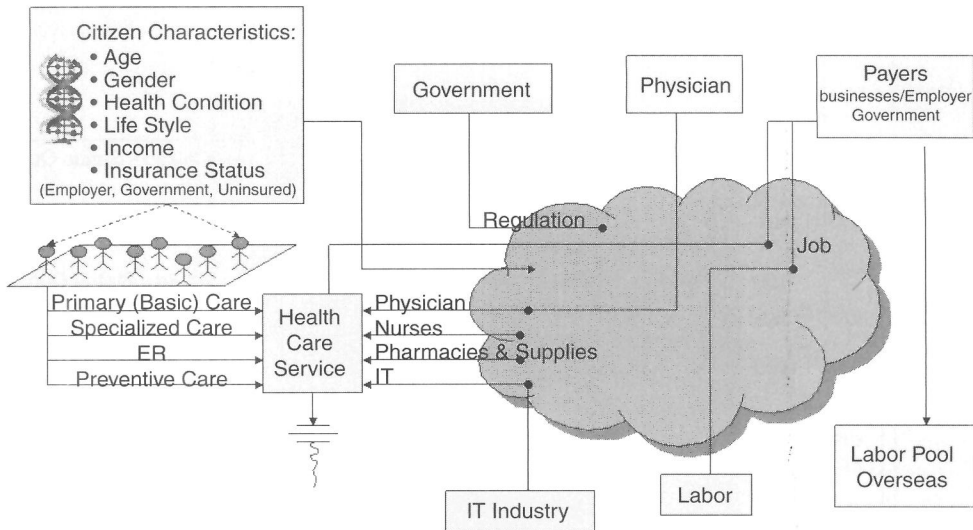 Citizen Characteristics:
• Age
• Gender
• Health Condition
• Life Style
• Income
• Insurance Status
(Employer, Government, Uninsured)
Government
Physician
Payers
businesses/Employer
Government
Regulation
Job
Primary (Basic) Care
Specialized Care
ER
Preventive Care
Health
Care
Service
Physician
Nurses
Pharmacies & Supplies
IT
IT Industry
Labor
Labor Pool
Overseas